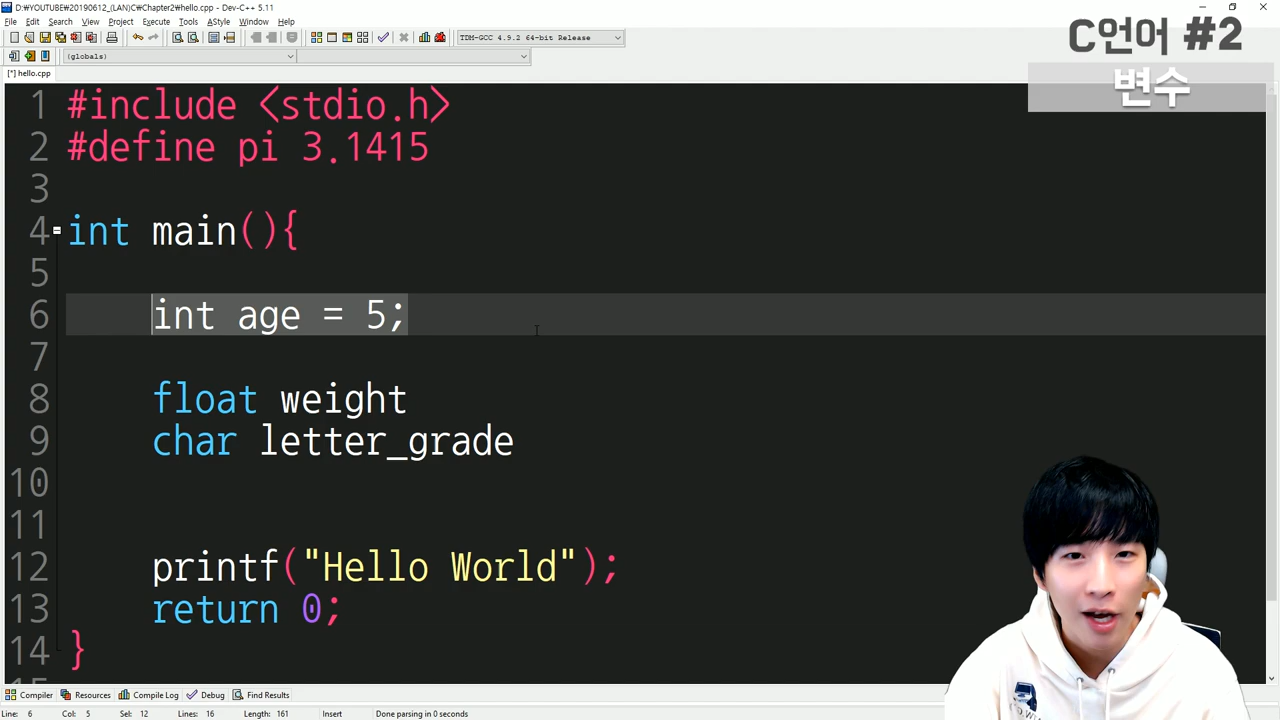 D:₩YOUTUBE₩20190612_(LAN)C₩Chapter2₩hello.cpp - Dev-C++ 5.11
File Edit Search View Project Execute Tools AStyle Window Help
TDM-GCC 4.9.2 64-bit Release
(globals)
[*] hello.cpp
C언어 #2
변수
1 #include <stdio.h>
2 #define pi 3.1415
3
4 int main(){
5
6 int age = 5;
7
8 float weight
9 char letter_grade
10
11
12 printf("Hello World");
13 return 0;
14 }
Compiler Resources Compile Log Debug Find Results
Line: 6 Col: 5 Sel: 12 Lines: 16 Length: 161 Insert Done parsing in 0 seconds